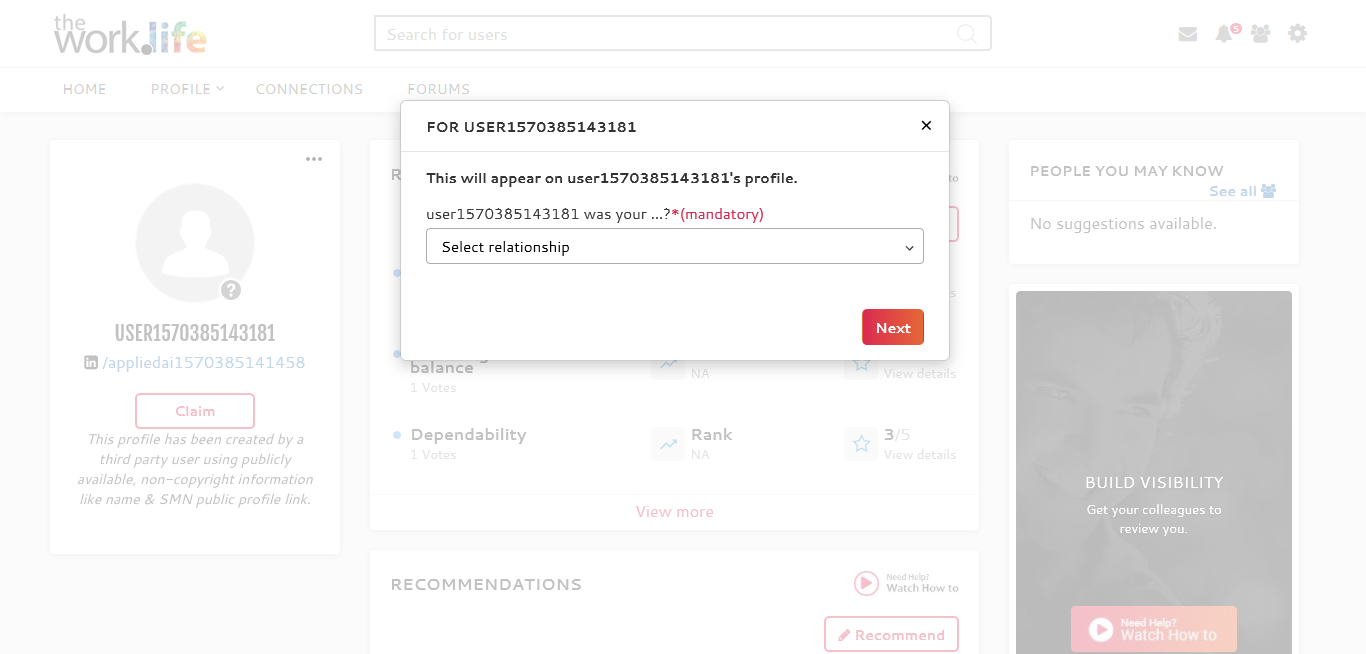 the
work.life
Search for users
5
HOME
PROFILE
CONNECTIONS
FORUMS
FOR USER1570385143181
This will appear on user1570385143181's profile.
user1570385143181 was your ...?*(mandatory)
Select relationship
Next
USER1570385143181
in /appliedai1570385141458
Claim
This profile has been created by a
third party user using publicly
available, non-copyright information
like name & SMN public profile link.
balance
1 Votes
NA
View details
Dependability
1 Votes
Rank
NA
3/5
View details
View more
RECOMMENDATIONS
Need Help?
Watch How to
Recommend
PEOPLE YOU MAY KNOW
See all
No suggestions available.
BUILD VISIBILITY
Get your colleagues to
review you.
Need Help?
Watch How to